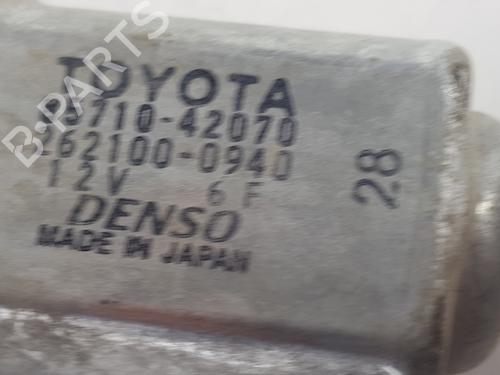 TOYOTA
85710-42070
262100-0940
12V 6F
DENSO
MADE IN JAPAN
28
B-PARTS